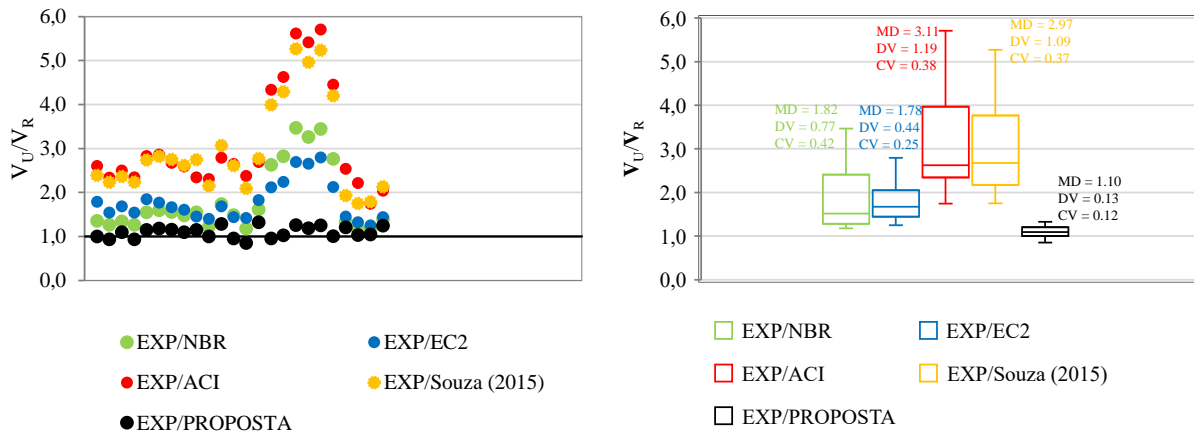 V_U/V_R
6,0
5,0
4,0
3,0
2,0
1,0
0,0
EXP/NBR
EXP/EC2
EXP/ACI
EXP/Souza (2015)
EXP/PROPOSTA
V_U/V_R
6,0
5,0
4,0
3,0
2,0
1,0
0,0
MD = 1.82
DV = 0.77
CV = 0.42
MD = 1.78
DV = 0.44
CV = 0.25
MD = 3.11
DV = 1.19
CV = 0.38
MD = 2.97
DV = 1.09
CV = 0.37
MD = 1.10
DV = 0.13
CV = 0.12
EXP/NBR
EXP/EC2
EXP/ACI
EXP/Souza (2015)
EXP/PROPOSTA